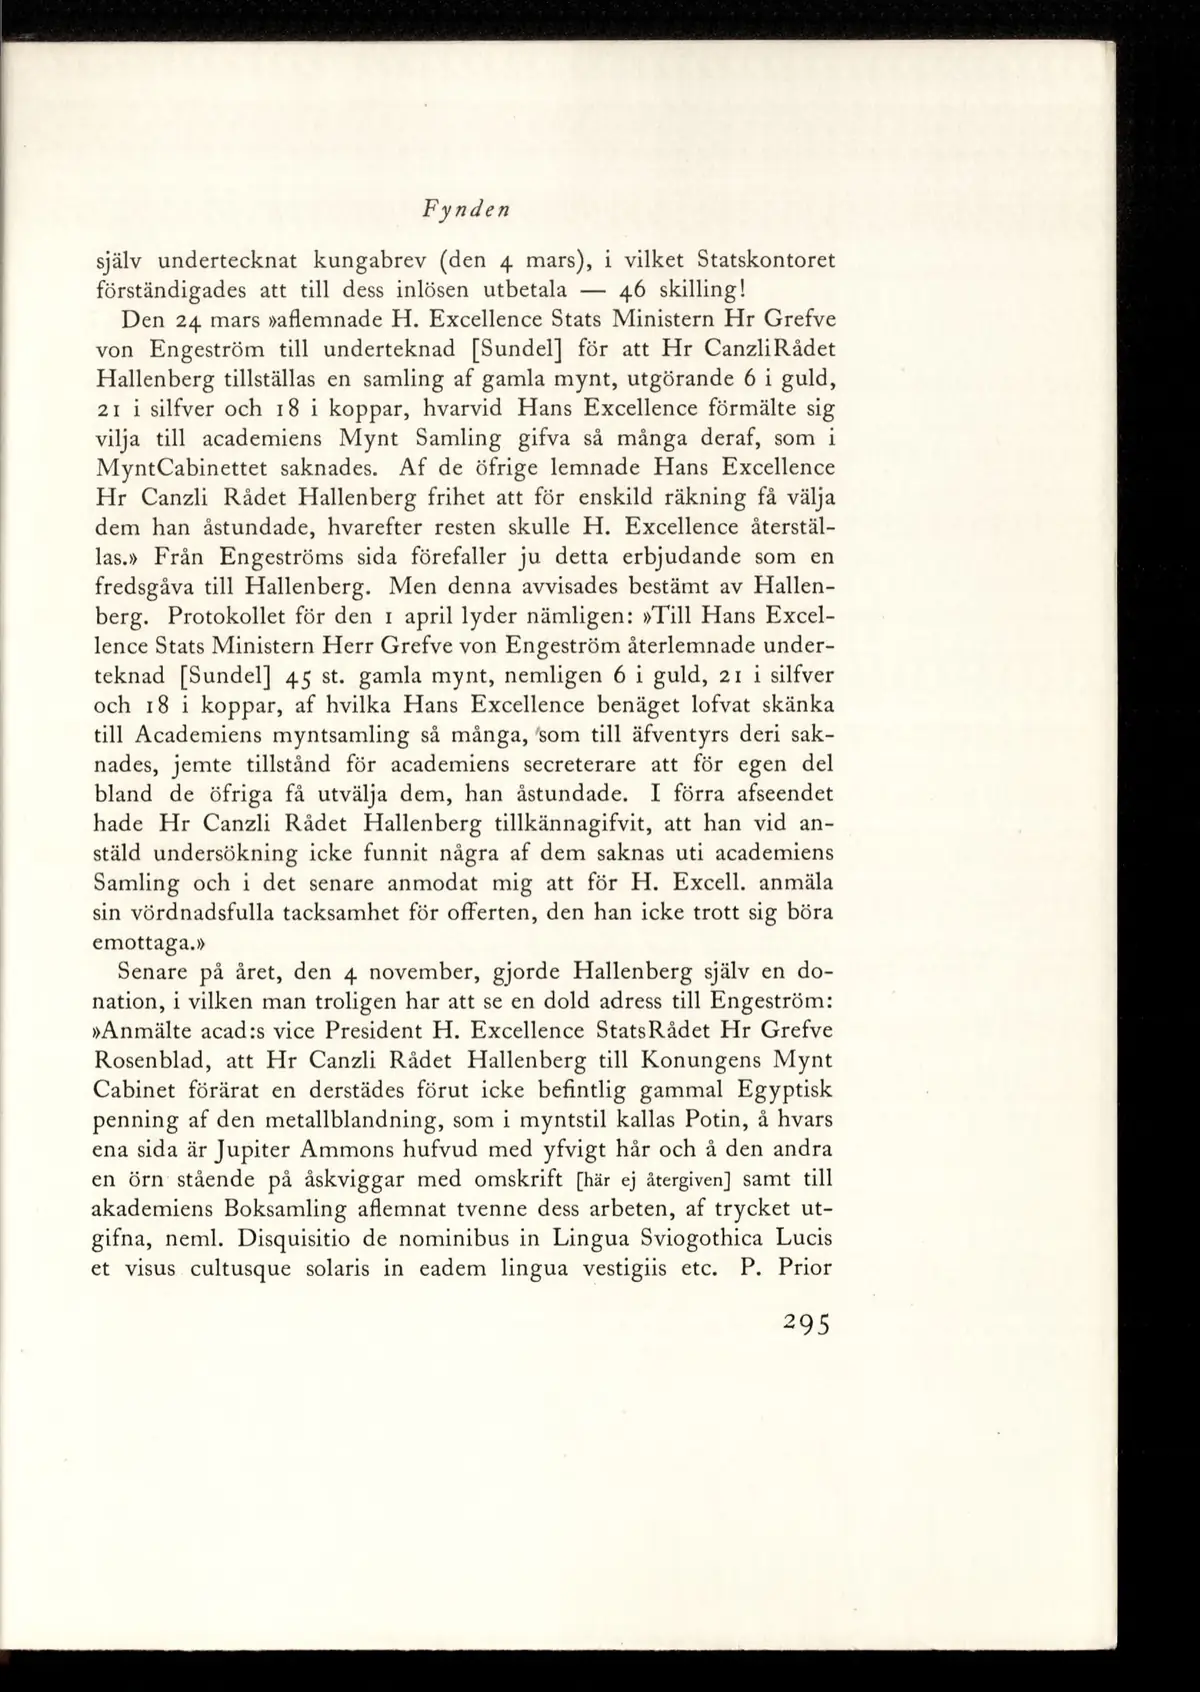 Fynden
själv undertecknat kungabrev (den 4 mars), i vilket Statskontoret
förständigades att till dess inlösen utbetala — 46 skilling!
Den 24 mars »aflemnade H. Excellence Stats Ministern Hr Grefve
von Engeström till underteknad [Sundel] för att Hr CanzliRådet
Hallenberg tillställas en samling af gamla mynt, utgörande 6 i guld,
21 i silfver och 18 i koppar, hvarvid Hans Excellence förmälte sig
vilja till academiens Mynt Samling gifva så många deraf, som i
MyntCabinettet saknades. Af de öfrige lemnade Hans Excellence
Hr Canzli Rådet Hallenberg frihet att för enskild räkning få välja
dem han åstundade, hvarefter resten skulle H. Excellence återstäl-
las.» Från Engeströms sida förefaller ju detta erbjudande som en
fredsgåva till Hallenberg. Men denna avvisades bestämt av Hallen-
berg. Protokollet för den 1 april lyder nämligen: »Till Hans Excel-
lence Stats Ministern Herr Grefve von Engeström återlemnade under-
teknad [Sundel] 45 st. gamla mynt, nemligen 6 i guld, 21 i silfver
och 18 i koppar, af hvilka Hans Excellence benäget lofvat skänka
till Academiens myntsamling så många, som till äfventyrs deri sak-
nades, jemte tillstånd för academiens secreterare att för egen del
bland de öfriga få utvälja dem, han åstundade. I förra afseendet
hade Hr Canzli Rådet Hallenberg tillkännagifvit, att han vid an-
stäld undersökning icke funnit några af dem saknas uti academiens
Samling och i det senare anmodat mig att för H. Excell. anmäla
sin vördnadsfulla tacksamhet för offerten, den han icke trott sig böra
emottaga.»
Senare på året, den 4 november, gjorde Hallenberg själv en do-
nation, i vilken man troligen har att se en dold adress till Engeström:
»Anmälte acad:s vice President H. Excellence StatsRådet Hr Grefve
Rosenblad, att Hr Canzli Rådet Hallenberg till Konungens Mynt
Cabinet förärat en derstädes förut icke befintlig gammal Egyptisk
penning af den metallblandning, som i myntstil kallas Potin, å hvars
ena sida är Jupiter Ammons hufvud med yfvigt hår och å den andra
en örn stående på åskviggar med omskrift [här ej återgiven] samt till
akademiens Boksamling aflemnat tvenne dess arbeten, af trycket ut-
gifna, neml. Disquisitio de nominibus in Lingua Sviogothica Lucis
et visus cultusque solaris in eadem lingua vestigiis etc. P. Prior
295